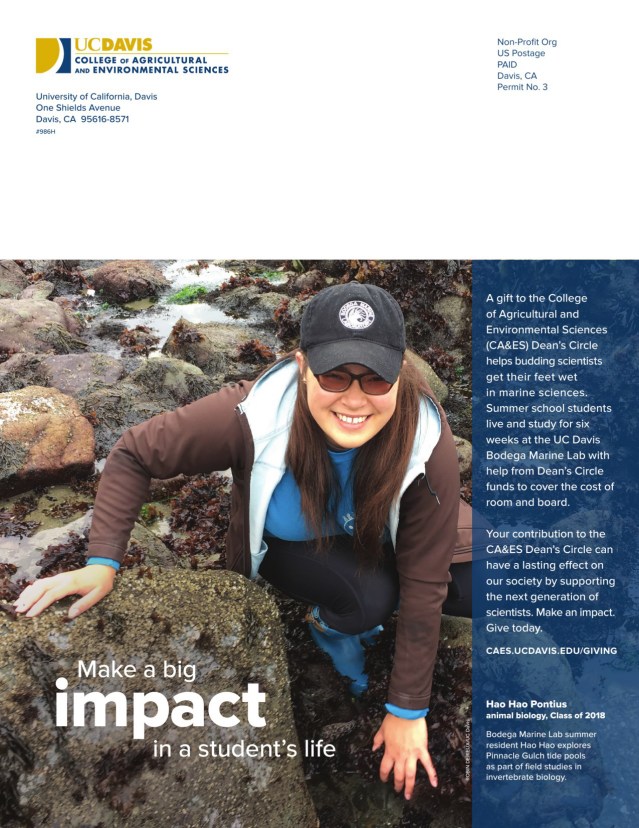 UCDAVIS
COLLEGE OF AGRICULTURAL
AND ENVIRONMENTAL SCIENCES
University of California, Davis
One Shields Avenue
Davis, CA 95616-8571
#986H
Non-Profit Org
US Postage
PAID
Davis, CA
Permit No. 3
A gift to the College
of Agricultural and
Environmental Sciences
(CA&ES) Dean's Circle
helps budding scientists
get their feet wet
in marine sciences.
Summer school students
live and study for six
weeks at the UC Davis
Bodega Marine Lab with
help from Dean's Circle
funds to cover the cost of
room and board.
Your contribution to the
CA&ES Dean's Circle can
have a lasting effect on
our society by supporting
the next generation of
scientists. Make an impact.
Give today.
CAES.UCDAVIS.EDU/GIVING
Hao Hao Pontius
animal biology, Class of 2018
Bodega Marine Lab summer
resident Hao Hao explores
Pinnacle Gulch tide pools
as part of field studies in
invertebrate biology.
Make a big
impact
in a student's life
BODEGA MARINE